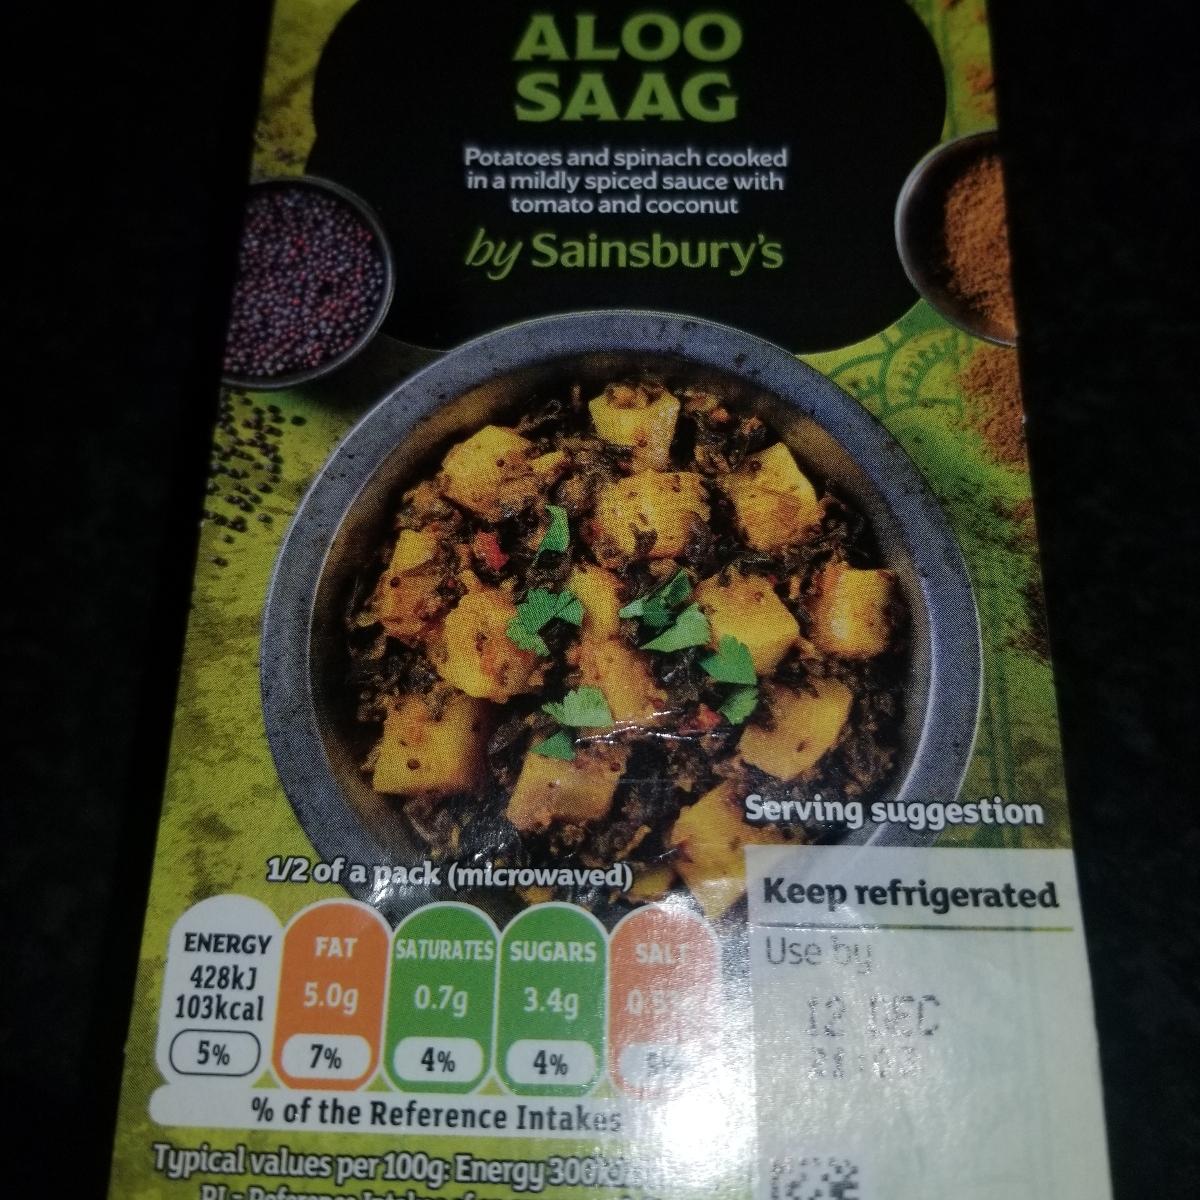 ALOO
SAAG
Potatoes and spinach cooked
in a mildly spiced sauce with
tomato and coconut
by Sainsbury's
Serving suggestion
1/2 of a pack (microwaved)
Keep refrigerated
Use by
12 DEC
ENERGY
428kJ
103kcal
5%
FAT
5.0g
7%
SATURATES
0.7g
4%
SUGARS
3.4g
4%
SALT
% of the Reference Intakes
Typical values per 100g: Energy
RI - Reference